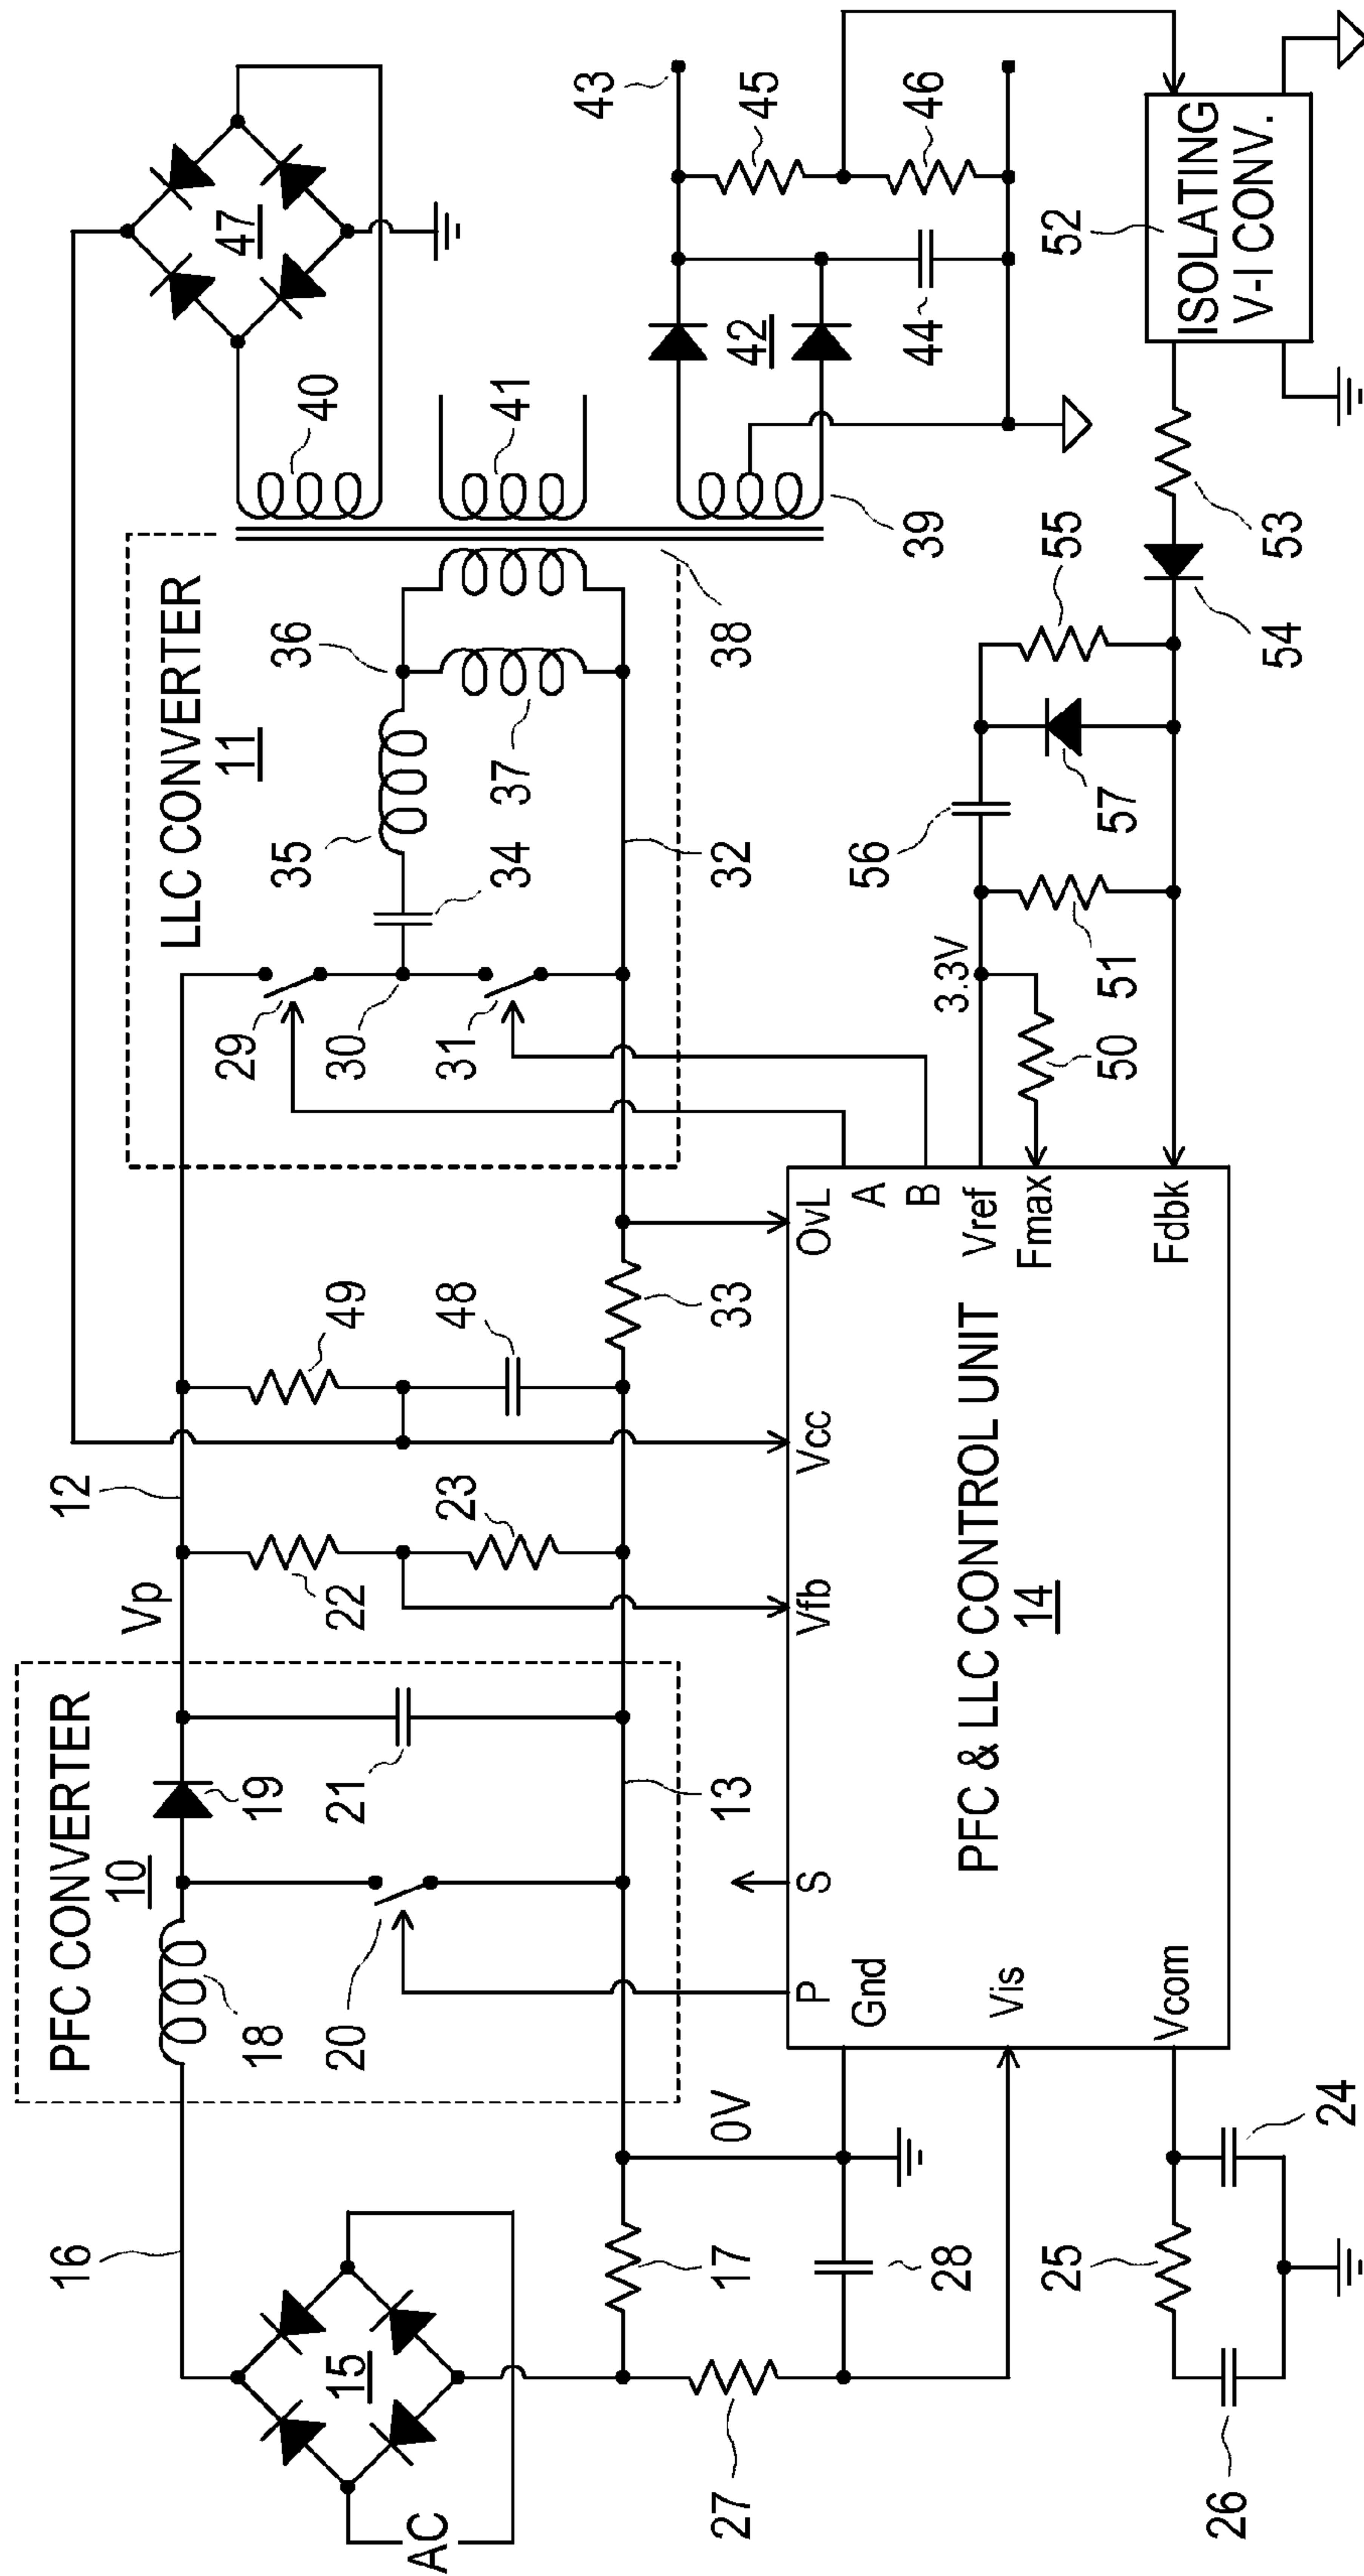 PFC CONVERTER
10
LLC CONVERTER
11
16
18
19
20
21
13
Vp
12
22
23
49
48
33
29
30
31
35
34
36
37
32
38
40
41
39
47
43
42
44
45
46
AC
15
17
0V
27
28
25
24
26
P
S
Vfb
Vcc
OvL
Gnd
A
B
Vis
Vref
Fmax
Vcom
Fdbk
PFC & LLC CONTROL UNIT
14
3.3V
50
51
56
57
55
54
53
52
ISOLATING
V-I CONV.